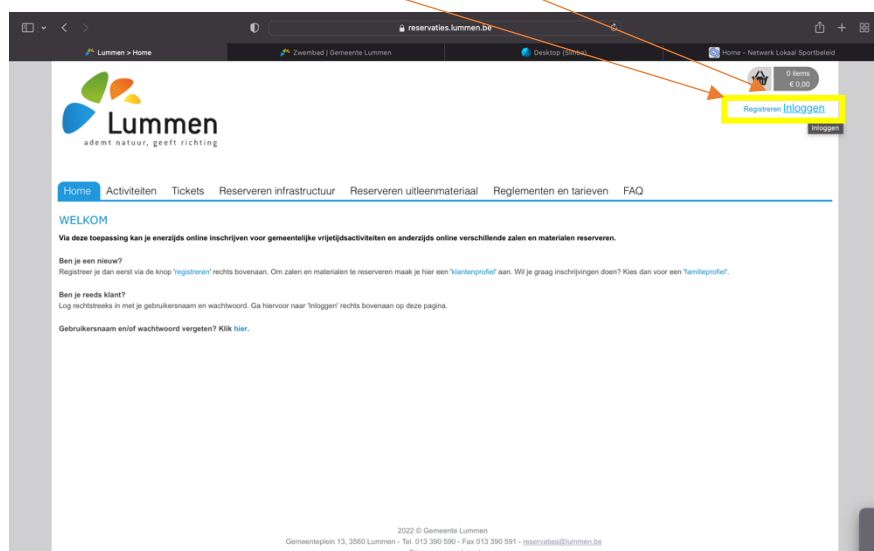 reservaties.lummen.be
Lummen > Home
Zwembad | Gemeente Lummen
Desktop (Simba)
Home - Netwerk Lokaal Sportbeleid
0 items
€ 0,00
Registreren Inloggen
Inloggen
Lummen
ademt natuur, geeft richting
Home Activiteiten Tickets Reserveren infrastructuur Reserveren uitleenmateriaal Reglementen en tarieven FAQ
WELKOM
Via deze toepassing kan je enerzijds online inschrijven voor gemeentelijke vrijetijdsactiviteiten en anderzijds online verschillende zalen en materialen reserveren.
Ben je een nieuw?
Registreer je dan eerst via de knop 'registreren' rechts bovenaan. Om zalen en materialen te reserveren maak je hier een 'klantenprofiel' aan. Wil je graag inschrijvingen doen? Kies dan voor een 'familieprofiel'.
Ben je reeds klant?
Log rechtstreeks in met je gebruikersnaam en wachtwoord. Ga hiervoor naar 'Inloggen' rechts bovenaan op deze pagina.
Gebruikersnaam en/of wachtwoord vergeten? Klik hier.
2022 © Gemeente Lummen
Gemeenteplein 13, 3560 Lummen - Tel. 013 390 590 - Fax 013 390 591 - reservaties@lummen.be